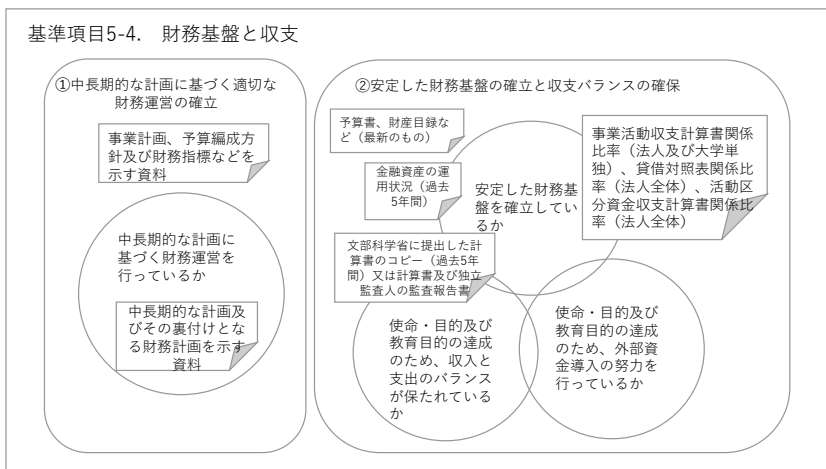 基準項目5-4.　財務基盤と収支
①中長期的な計画に基づく適切な
財務運営の確立
事業計画、予算編成方
針及び財務指標などを
示す資料
中長期的な計画に
基づく財務運営を
行っているか
中長期的な計画及
びその裏付けとな
る財務計画を示す
資料
②安定した財務基盤の確立と収支バランスの確保
予算書、財産目録な
ど（最新のもの）
金融資産の運
用状況（過去
5年間）
安定した財務基
盤を確立してい
るか
事業活動収支計算書関係
比率（法人及び大学単
独）、貸借対照表関係比
率（法人全体）、活動区
分資金収支計算書関係比
率（法人全体）
文部科学省に提出した計
算書のコピー（過去5年
間）又は計算書及び独立
監査人の監査報告書
使命・目的及び
教育目的の達成
のため、収入と
支出のバランス
が保たれている
か
使命・目的及び
教育目的の達成
のため、外部資
金導入の努力を
行っているか